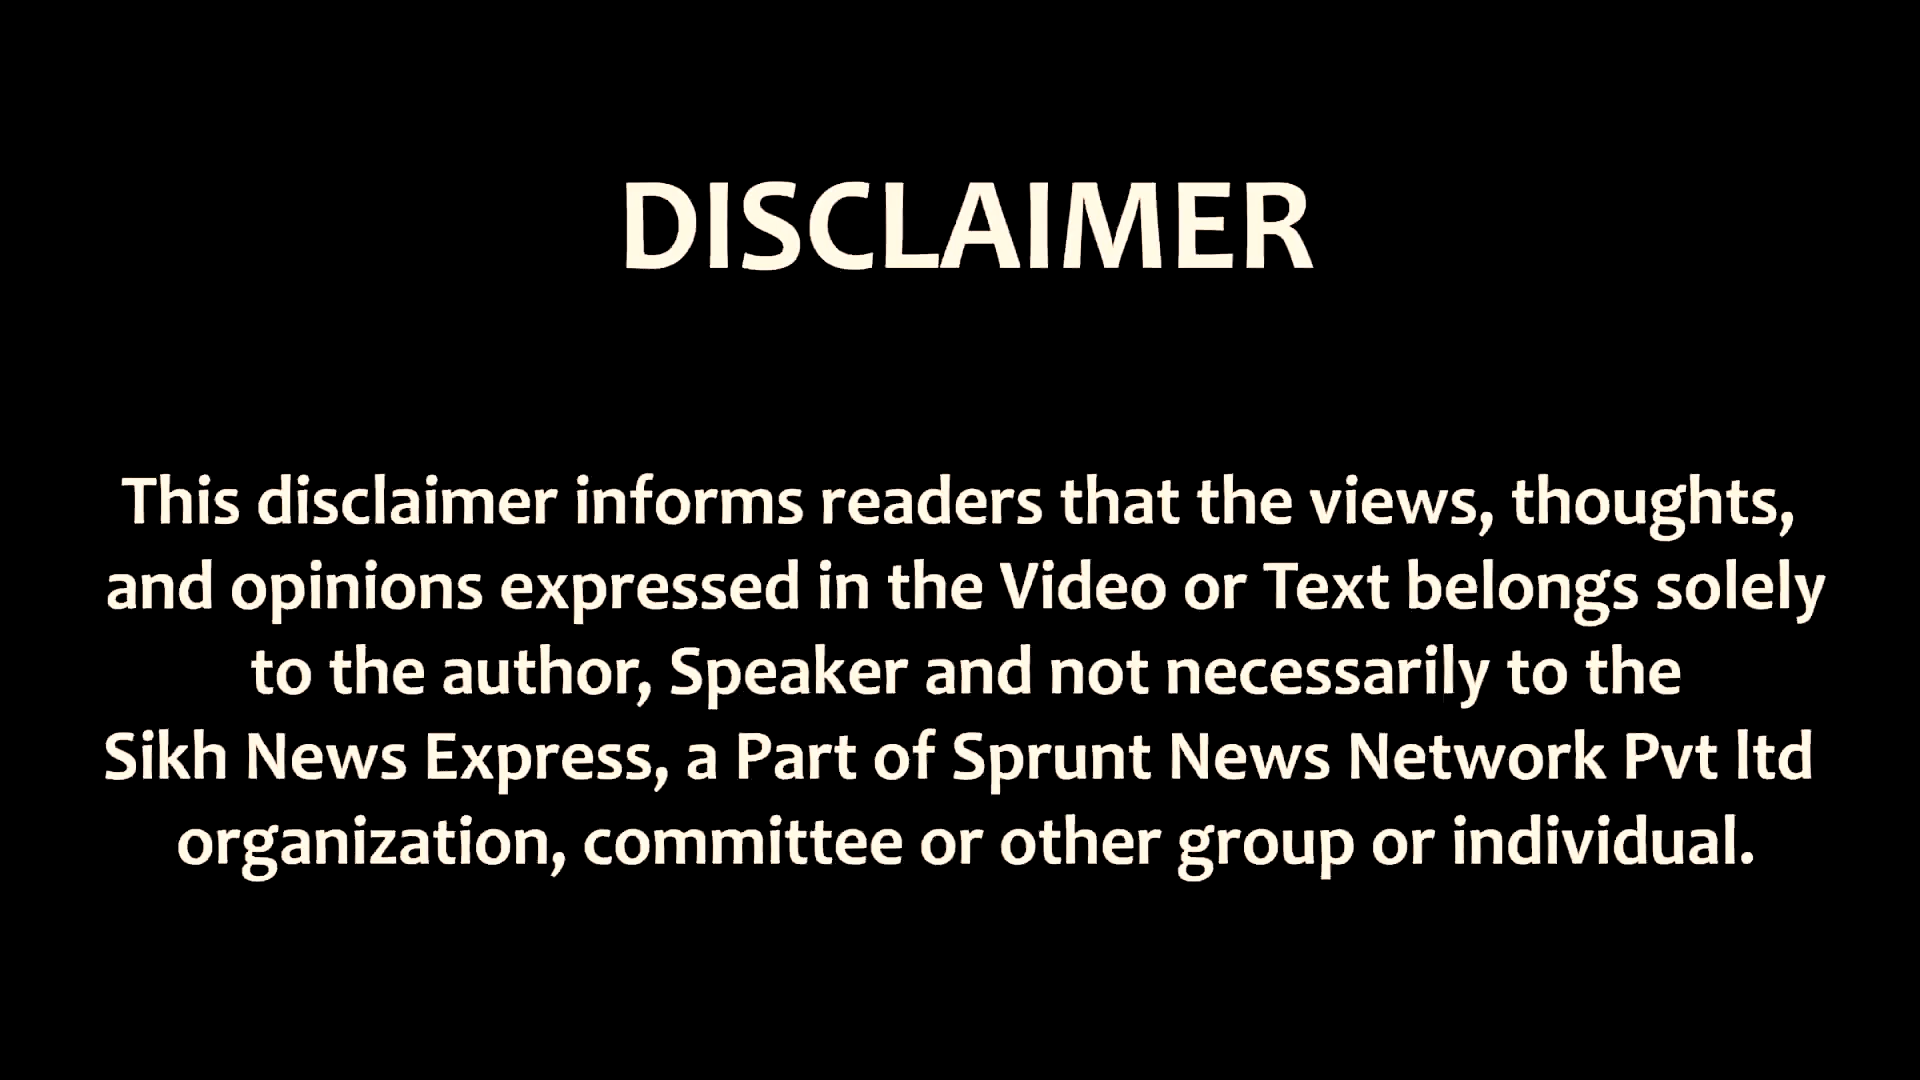 DISCLAIMER
This disclaimer informs readers that the views, thoughts,
and opinions expressed in the Video or Text belongs solely
to the author, Speaker and not necessarily to the
Sikh News Express, a Part of Sprunt News Network Pvt ltd
organization, committee or other group or individual.